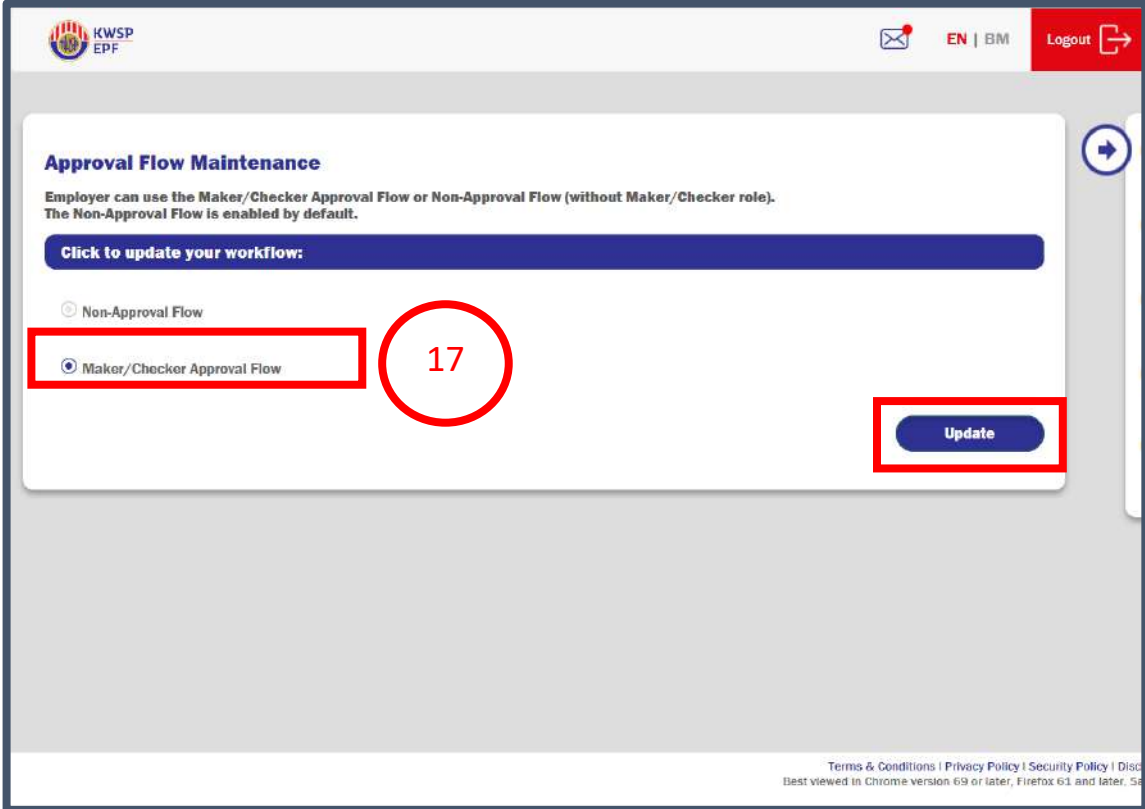 KWSP
EPF
EN | BM
Logout
Approval Flow Maintenance
Employer can use the Maker/Checker Approval Flow or Non-Approval Flow (without Maker/Checker role).
The Non-Approval Flow is enabled by default.
Click to update your workflow:
Non-Approval Flow
Maker/Checker Approval Flow
17
Update
Terms & Conditions | Privacy Policy | Security Policy | Disc
Best viewed in Chrome version 69 or later, Firefox 61 and later, Sa